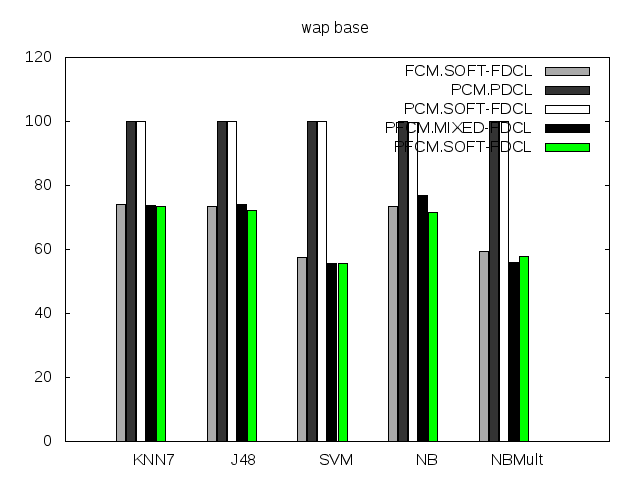 wap base
120
100
80
60
40
20
0
FCM.SOFT-FDCL
PCM.PDCL
PCM.SOFT-FDCL
PFCM.MIXED-PDCL
PFCM.SOFT-FDCL
KNN7 J48 SVM NB NBMult